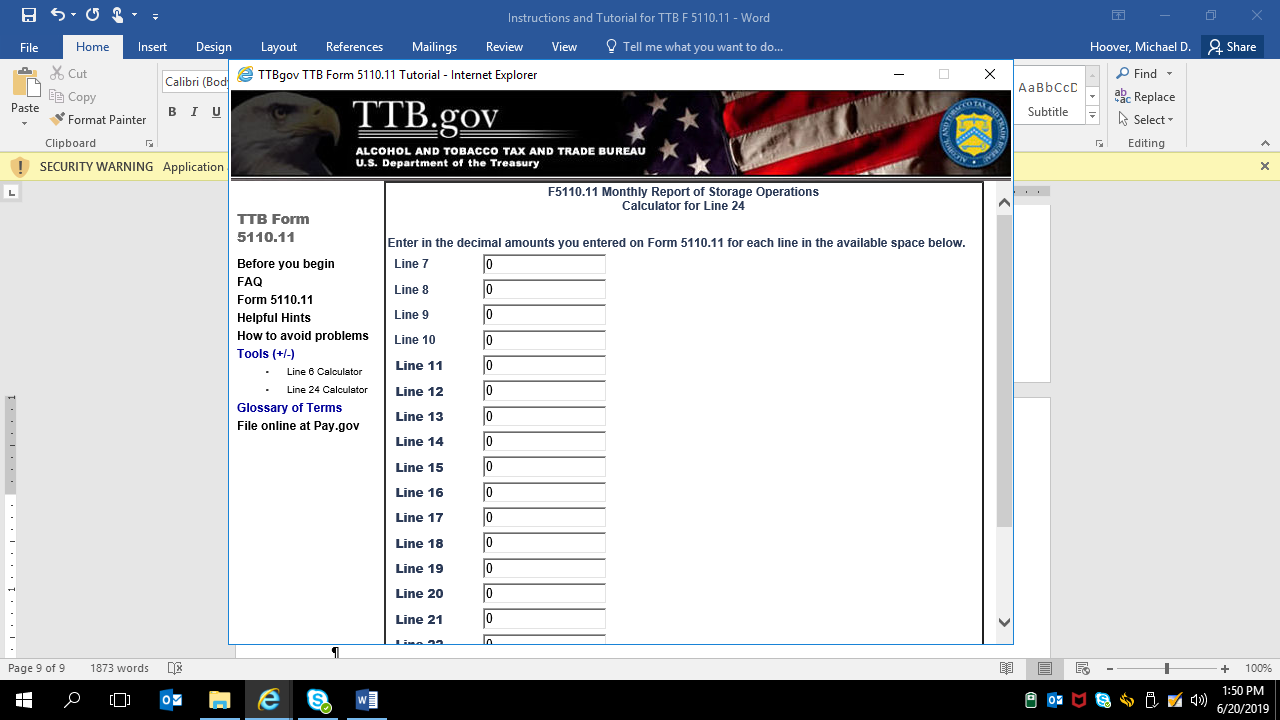 Instructions and Tutorial for TTB F 5110.11 - Word
File Home Insert Design Layout References Mailings Review View Tell me what you want to do... Hoover, Michael D. Share
Paste
Cut
Copy
Format Painter
Clipboard
Calibri (Body
B I U
AaBbCcD
Subtitle
Find
Replace
Select
Editing
SECURITY WARNING Application
TTBgov TTB Form 5110.11 Tutorial - Internet Explorer
TTB.gov
ALCOHOL AND TOBACCO TAX AND TRADE BUREAU
U.S. Department of the Treasury
TTB Form
5110.11
Before you begin
FAQ
Form 5110.11
Helpful Hints
How to avoid problems
Tools (+/-)
Line 6 Calculator
Line 24 Calculator
Glossary of Terms
File online at Pay.gov
F5110.11 Monthly Report of Storage Operations
Calculator for Line 24
Enter in the decimal amounts you entered on Form 5110.11 for each line in the available space below.
Line 7 0
Line 8 0
Line 9 0
Line 10 0
Line 11 0
Line 12 0
Line 13 0
Line 14 0
Line 15 0
Line 16 0
Line 17 0
Line 18 0
Line 19 0
Line 20 0
Line 21 0
Line 22 0
¶
Page 9 of 9 1873 words 100%
1:50 PM
6/20/2019